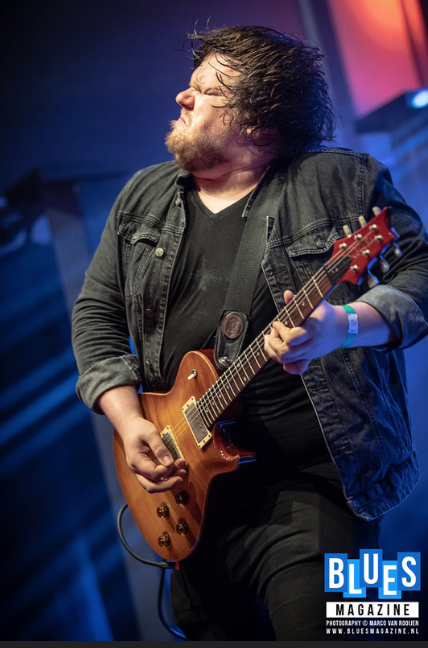 BLUES
MAGAZINE
PHOTOGRAPHY © MARCO VAN ROOIJEN
WWW.BLUESMAGAZINE.NL